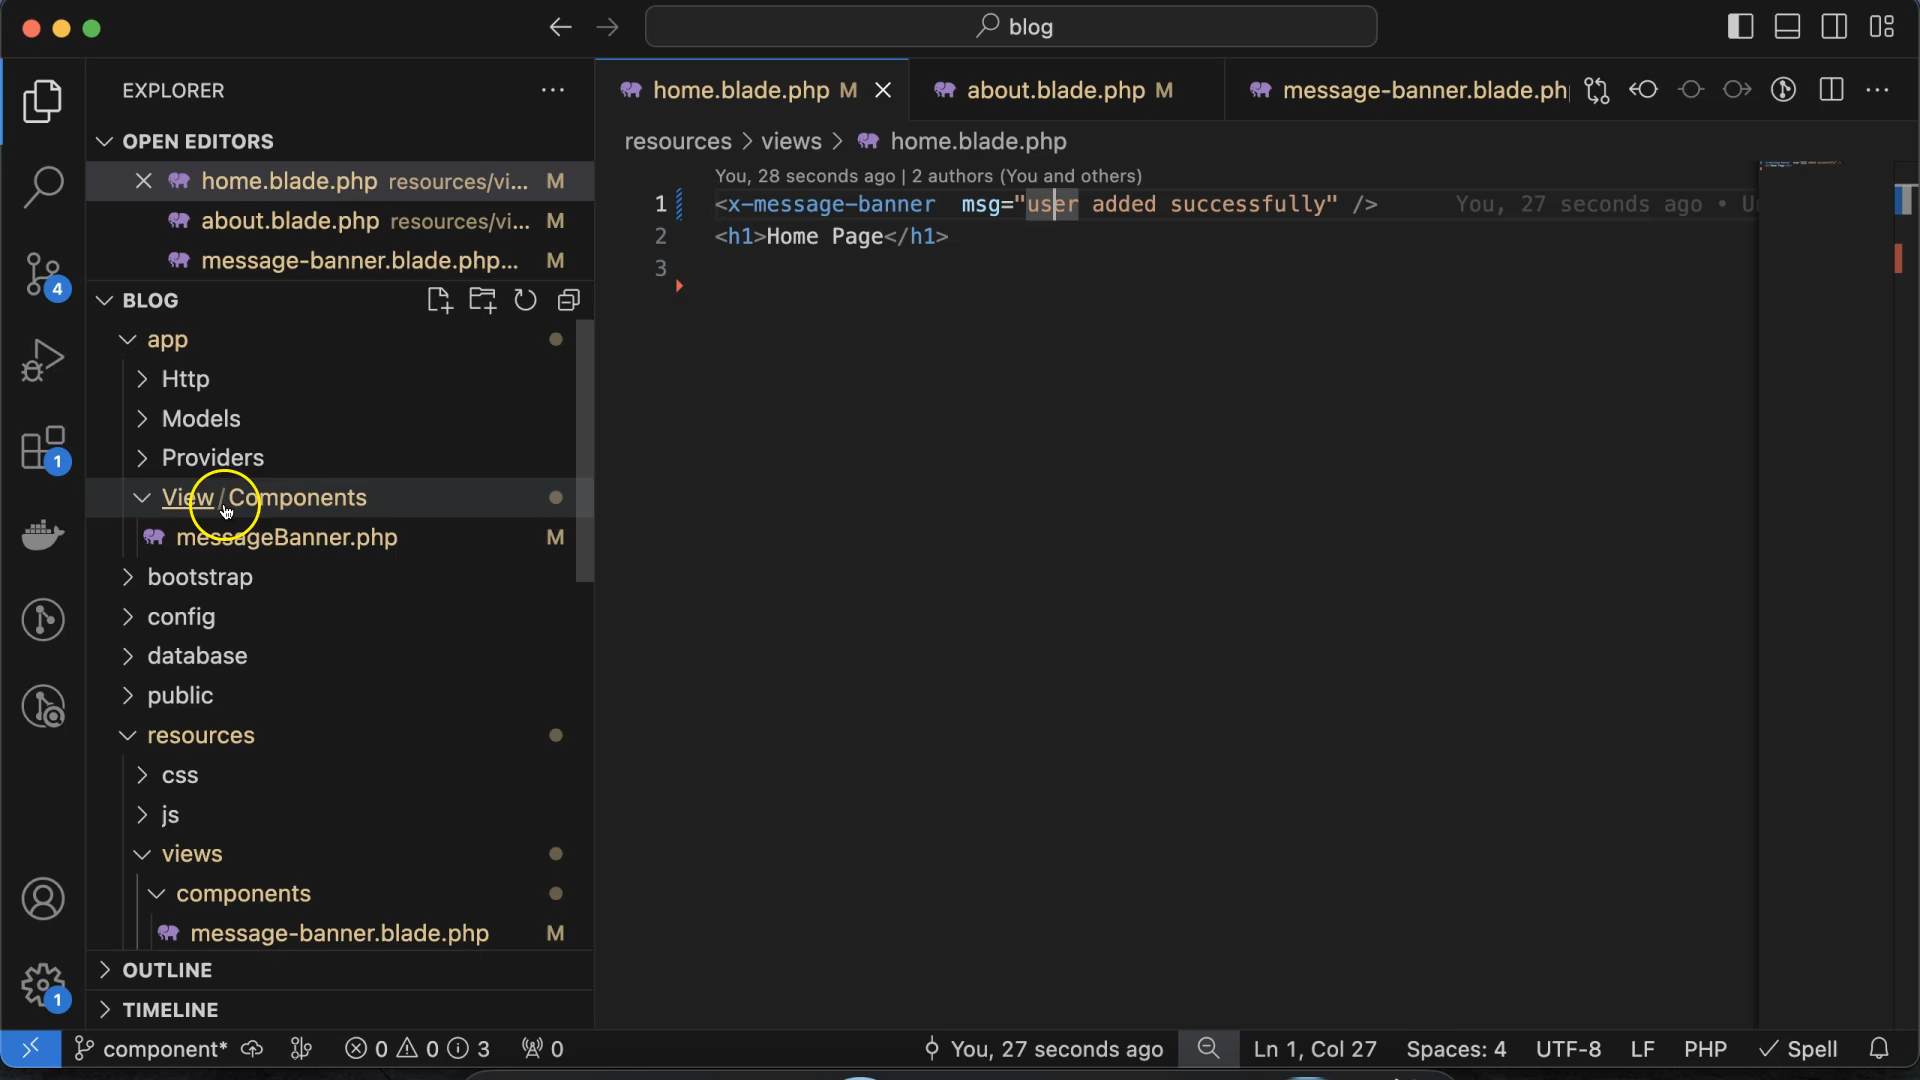 blog
EXPLORER
OPEN EDITORS
home.blade.php resources/vi... M
about.blade.php resources/vi... M
message-banner.blade.php... M
BLOG
app
Http
Models
Providers
View/Components
messageBanner.php M
bootstrap
config
database
public
resources
css
js
views
components
message-banner.blade.php M
OUTLINE
TIMELINE
4
1
1
home.blade.php M
about.blade.php M
message-banner.blade.ph
resources > views > home.blade.php
You, 28 seconds ago | 2 authors (You and others)
1 <x-message-banner msg="user added successfully" /> You, 27 seconds ago • U
2 <h1>Home Page</h1>
3
component* 0 0 3 0 You, 27 seconds ago Ln 1, Col 27 Spaces: 4 UTF-8 LF PHP Spell